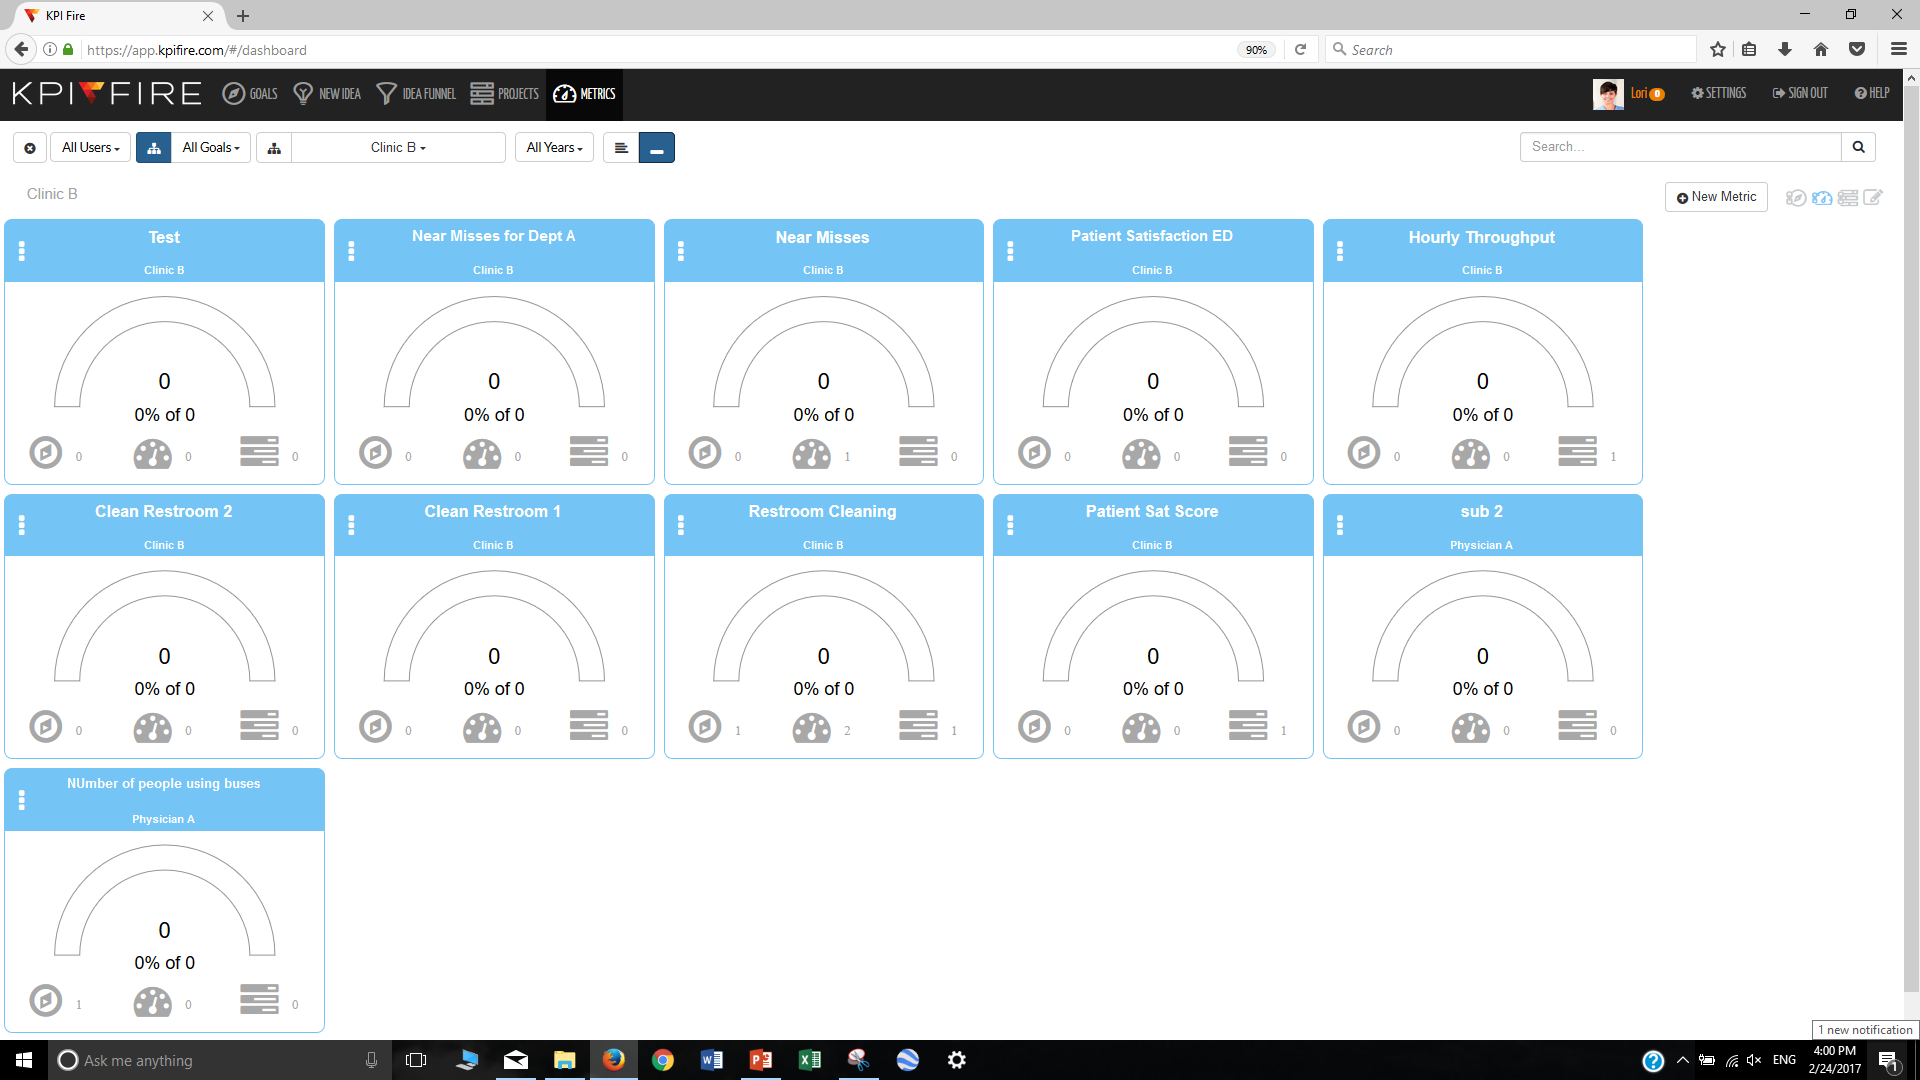 KPI Fire
https://app.kpifire.com/#/dashboard
90%
Search
KPI FIRE
GOALS
NEW IDEA
IDEA FUNNEL
PROJECTS
METRICS
Lori 0
SETTINGS
SIGN OUT
HELP
All Users
All Goals
Clinic B
All Years
Search...
Clinic B
New Metric
Test
Clinic B
0
0% of 0
0 0 0
Near Misses for Dept A
Clinic B
0
0% of 0
0 0 0
Near Misses
Clinic B
0
0% of 0
0 1 0
Patient Satisfaction ED
Clinic B
0
0% of 0
0 0 0
Hourly Throughput
Clinic B
0
0% of 0
0 0 1
Clean Restroom 2
Clinic B
0
0% of 0
0 0 0
Clean Restroom 1
Clinic B
0
0% of 0
0 0 0
Restroom Cleaning
Clinic B
0
0% of 0
1 2 1
Patient Sat Score
Clinic B
0
0% of 0
0 0 1
sub 2
Physician A
0
0% of 0
0 0 0
NUmber of people using buses
Physician A
0
0% of 0
1 0 0
1 new notification
Ask me anything
ENG
4:00 PM
2/24/2017
1